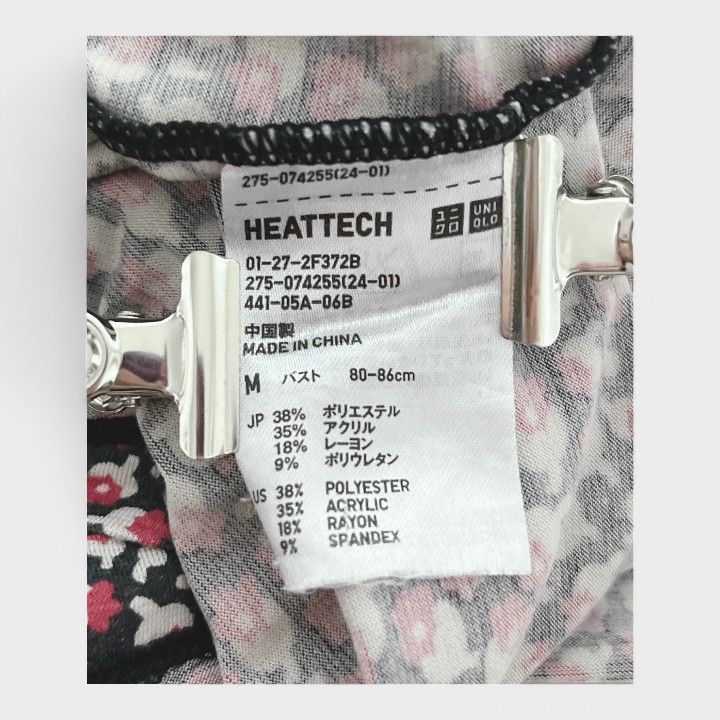 275-074255(24-01)
HEATTECH ユニクロ UNIQLO
01-27-2F372B
275-074255(24-01)
441-05A-06B
中国製
MADE IN CHINA
M バスト 80-86cm
JP 38% ポリエステル
35% アクリル
18% レーヨン
9% ポリウレタン
US 38% POLYESTER
35% ACRYLIC
18% RAYON
9% SPANDEX